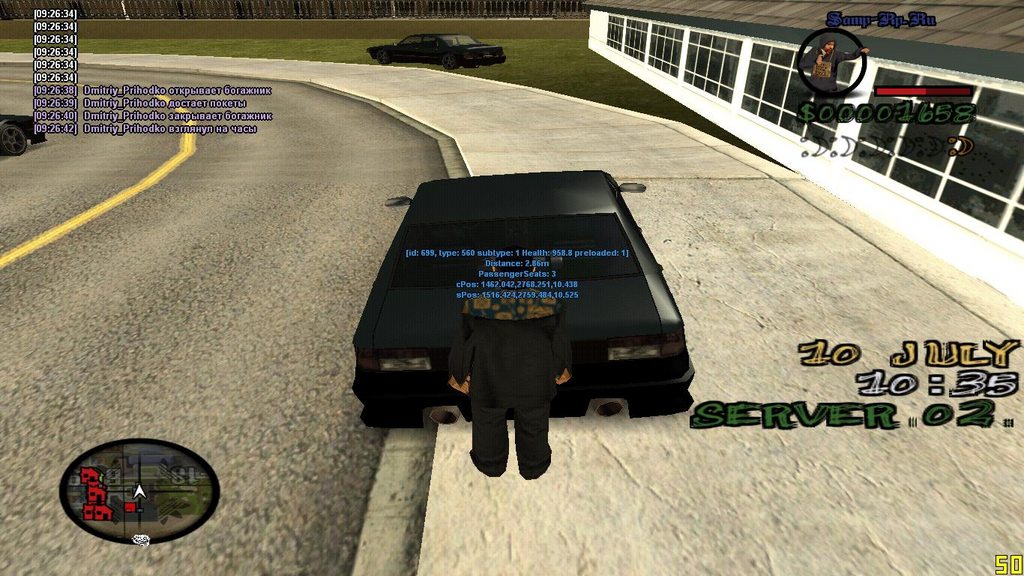 [09:26:34]
[09:26:34]
[09:26:34]
[09:26:34]
[09:26:34]
[09:26:34]
[09:26:38] Dmitriy_Prihodko открывает богажник
[09:26:39] Dmitriy_Prihodko достает покеты
[09:26:40] Dmitriy_Prihodko закрывает богажник
[09:26:42] Dmitriy_Prihodko взглянул на часы
Samp-Rp.Ru
$00001658
[id: 699, type: 560 subtype: 1 Health: 958.8 preloaded: 1]
Distance: 2.86m
PassengerSeats: 3
cPos: 1462.042,2768.251,10.438
sPos: 1516.424,2759.484,10.525
10 JULY
10:35
SERVER 02
50